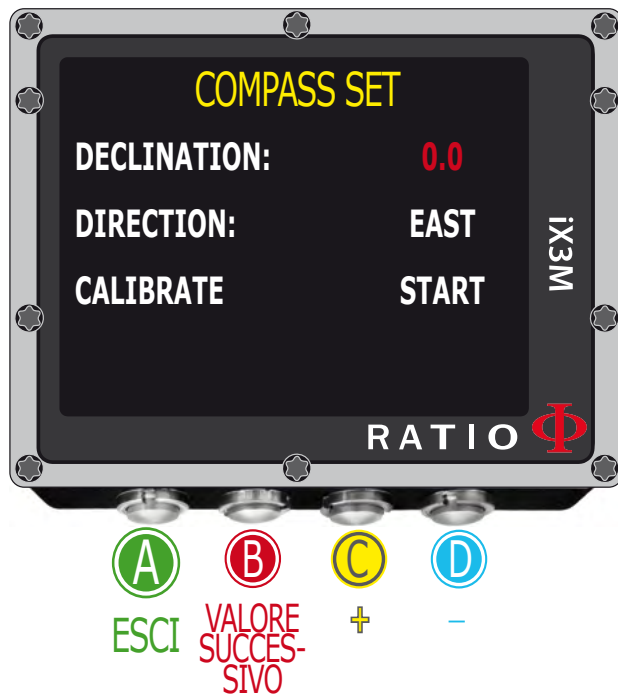 COMPASS SET
DECLINATION: 0.0
DIRECTION: EAST
CALIBRATE START
iX3M
RATIO Φ
A B C D
ESCI VALORE SUCCES-SIVO + −